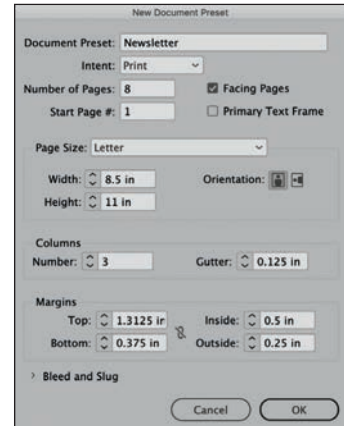 New Document Preset
Document Preset: Newsletter
Intent: Print
Number of Pages: 8 Facing Pages
Start Page #: 1 Primary Text Frame
Page Size: Letter
Width: 8.5 in Orientation:
Height: 11 in
Columns
Number: 3 Gutter: 0.125 in
Margins
Top: 1.3125 ir Inside: 0.5 in
Bottom: 0.375 in Outside: 0.25 in
Bleed and Slug
Cancel OK